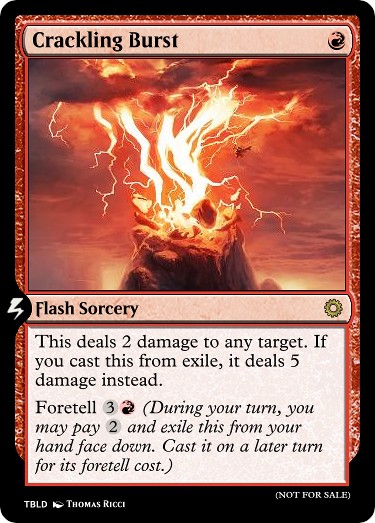 Crackling Burst
Flash Sorcery
This deals 2 damage to any target. If
you cast this from exile, it deals 5
damage instead.
Foretell 3 (During your turn, you
may pay 2 and exile this from your
hand face down. Cast it on a later turn
for its foretell cost.)
TBLD Thomas Ricci
(NOT FOR SALE)